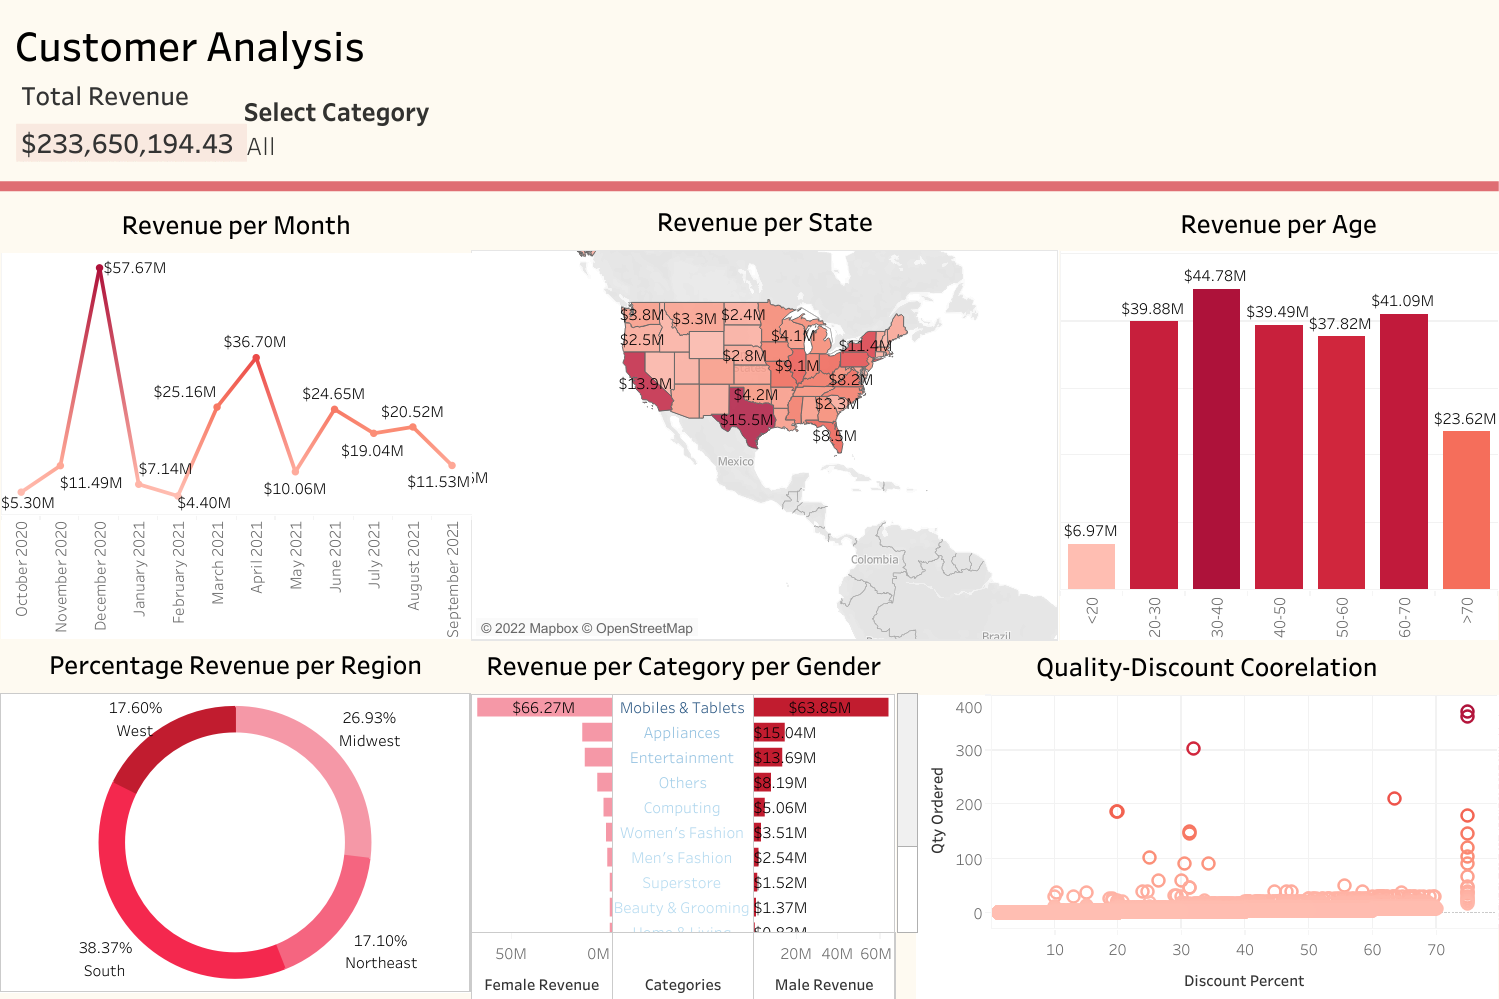 Customer Analysis
Total Revenue
Select Category
$233,650,194.43
All
Revenue per Month
$57.67M
$36.70M
$25.16M
$24.65M
$20.52M
$19.04M
$7.14M
$11.49M
$10.06M
$11.53M
5M
$5.30M
$4.40M
October 2020
November 2020
December 2020
January 2021
February 2021
March 2021
April 2021
May 2021
June 2021
July 2021
August 2021
September 2021
Revenue per State
$3.8M
$3.3M
$2.4M
$2.5M
$4.1M
$11.4M
$2.8M
$9.1M
$13.9M
$8.2M
$4.2M
$2.3M
$15.5M
$8.5M
Mexico
Colombia
Brazil
© 2022 Mapbox © OpenStreetMap
Revenue per Age
$44.78M
$39.88M
$41.09M
$39.49M
$37.82M
$23.62M
$6.97M
<20
20-30
30-40
40-50
50-60
60-70
>70
Percentage Revenue per Region
17.60%
West
26.93%
Midwest
38.37%
South
17.10%
Northeast
Revenue per Category per Gender
$66.27M Mobiles & Tablets $63.85M
Appliances $15.04M
Entertainment $13.69M
Others $8.19M
Computing $5.06M
Women's Fashion $3.51M
Men's Fashion $2.54M
Superstore $1.52M
Beauty & Grooming $1.37M
Home & Living $0.83M
50M 0M 20M 40M 60M
Female Revenue Categories Male Revenue
Quality-Discount Coorelation
Qty Ordered
400
300
200
100
0
10 20 30 40 50 60 70
Discount Percent